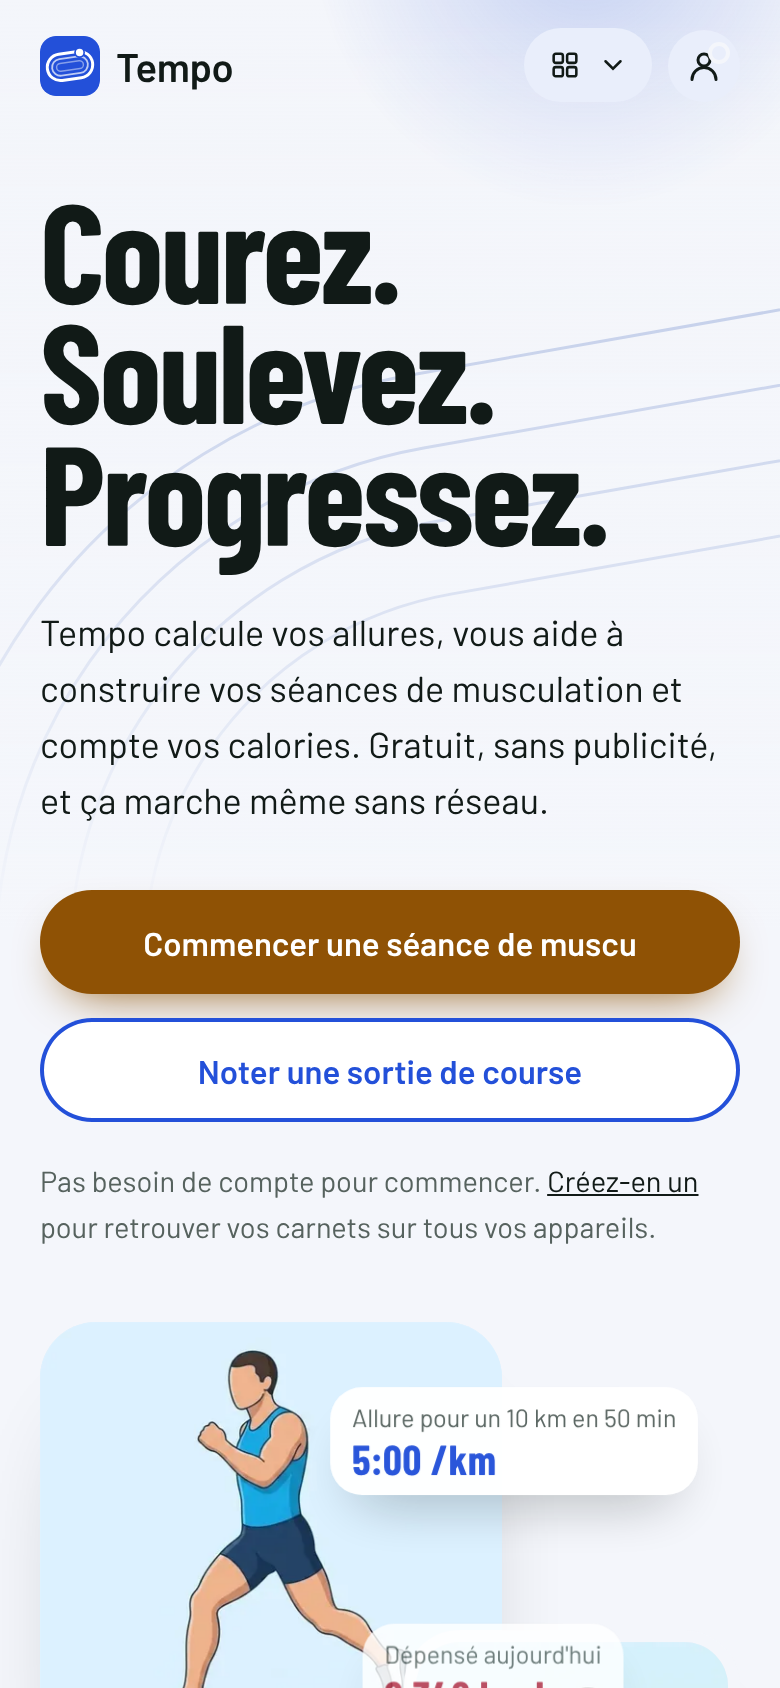 Tempo
Courez.
Soulevez.
Progressez.
Tempo calcule vos allures, vous aide à
construire vos séances de musculation et
compte vos calories. Gratuit, sans publicité,
et ça marche même sans réseau.
Commencer une séance de muscu
Noter une sortie de course
Pas besoin de compte pour commencer. Créez-en un
pour retrouver vos carnets sur tous vos appareils.
Allure pour un 10 km en 50 min
5:00 /km
Dépensé aujourd'hui